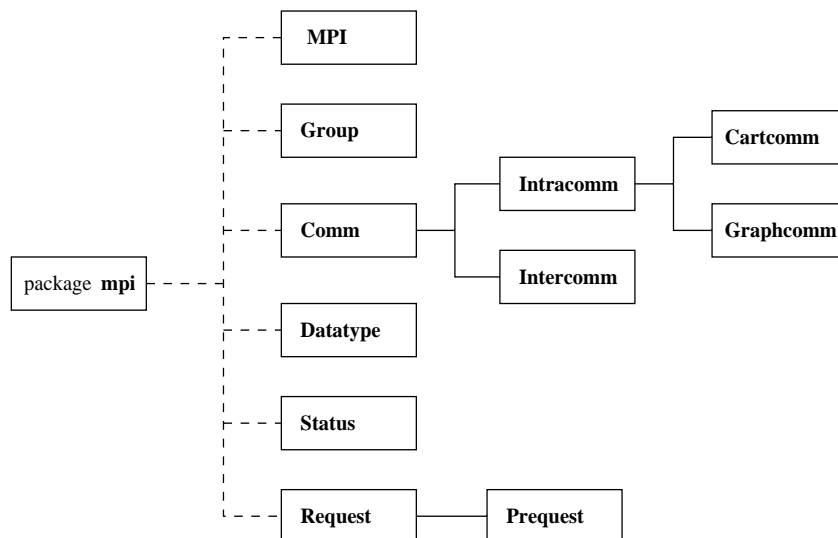 MPI
Group
Cartcomm
Intracomm
Comm
Graphcomm
package mpi
Intercomm
Datatype
Status
Request
Prequest